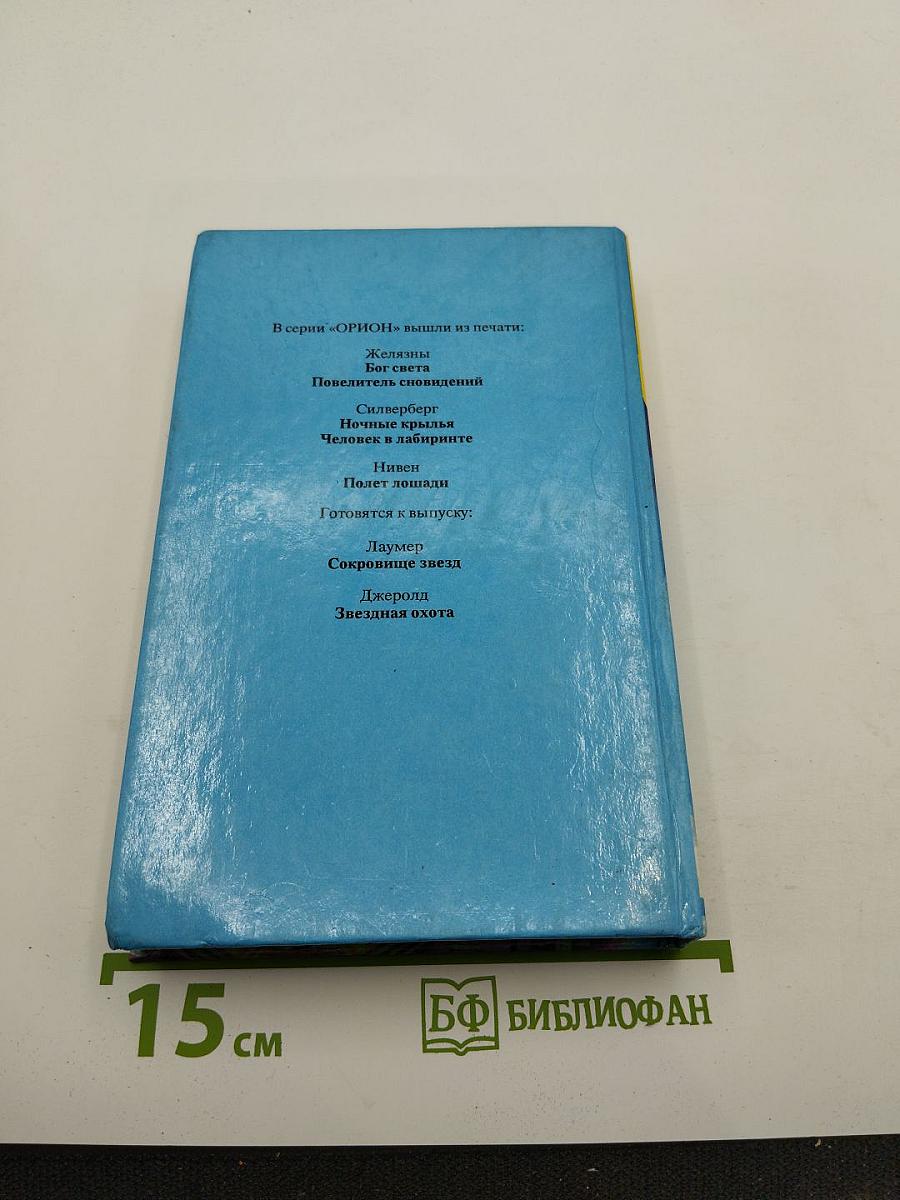 В серии «ОРИОН» вышли из печати:
Желязны
Бог света
Повелитель сновидений
Силверберг
Ночные крылья
Человек в лабиринте
Нивен
Полет лошади
Готовятся к выпуску:
Лаумер
Сокровище звезд
Джеролд
Звездная охота
15 см
БФ БИБЛИОФАН